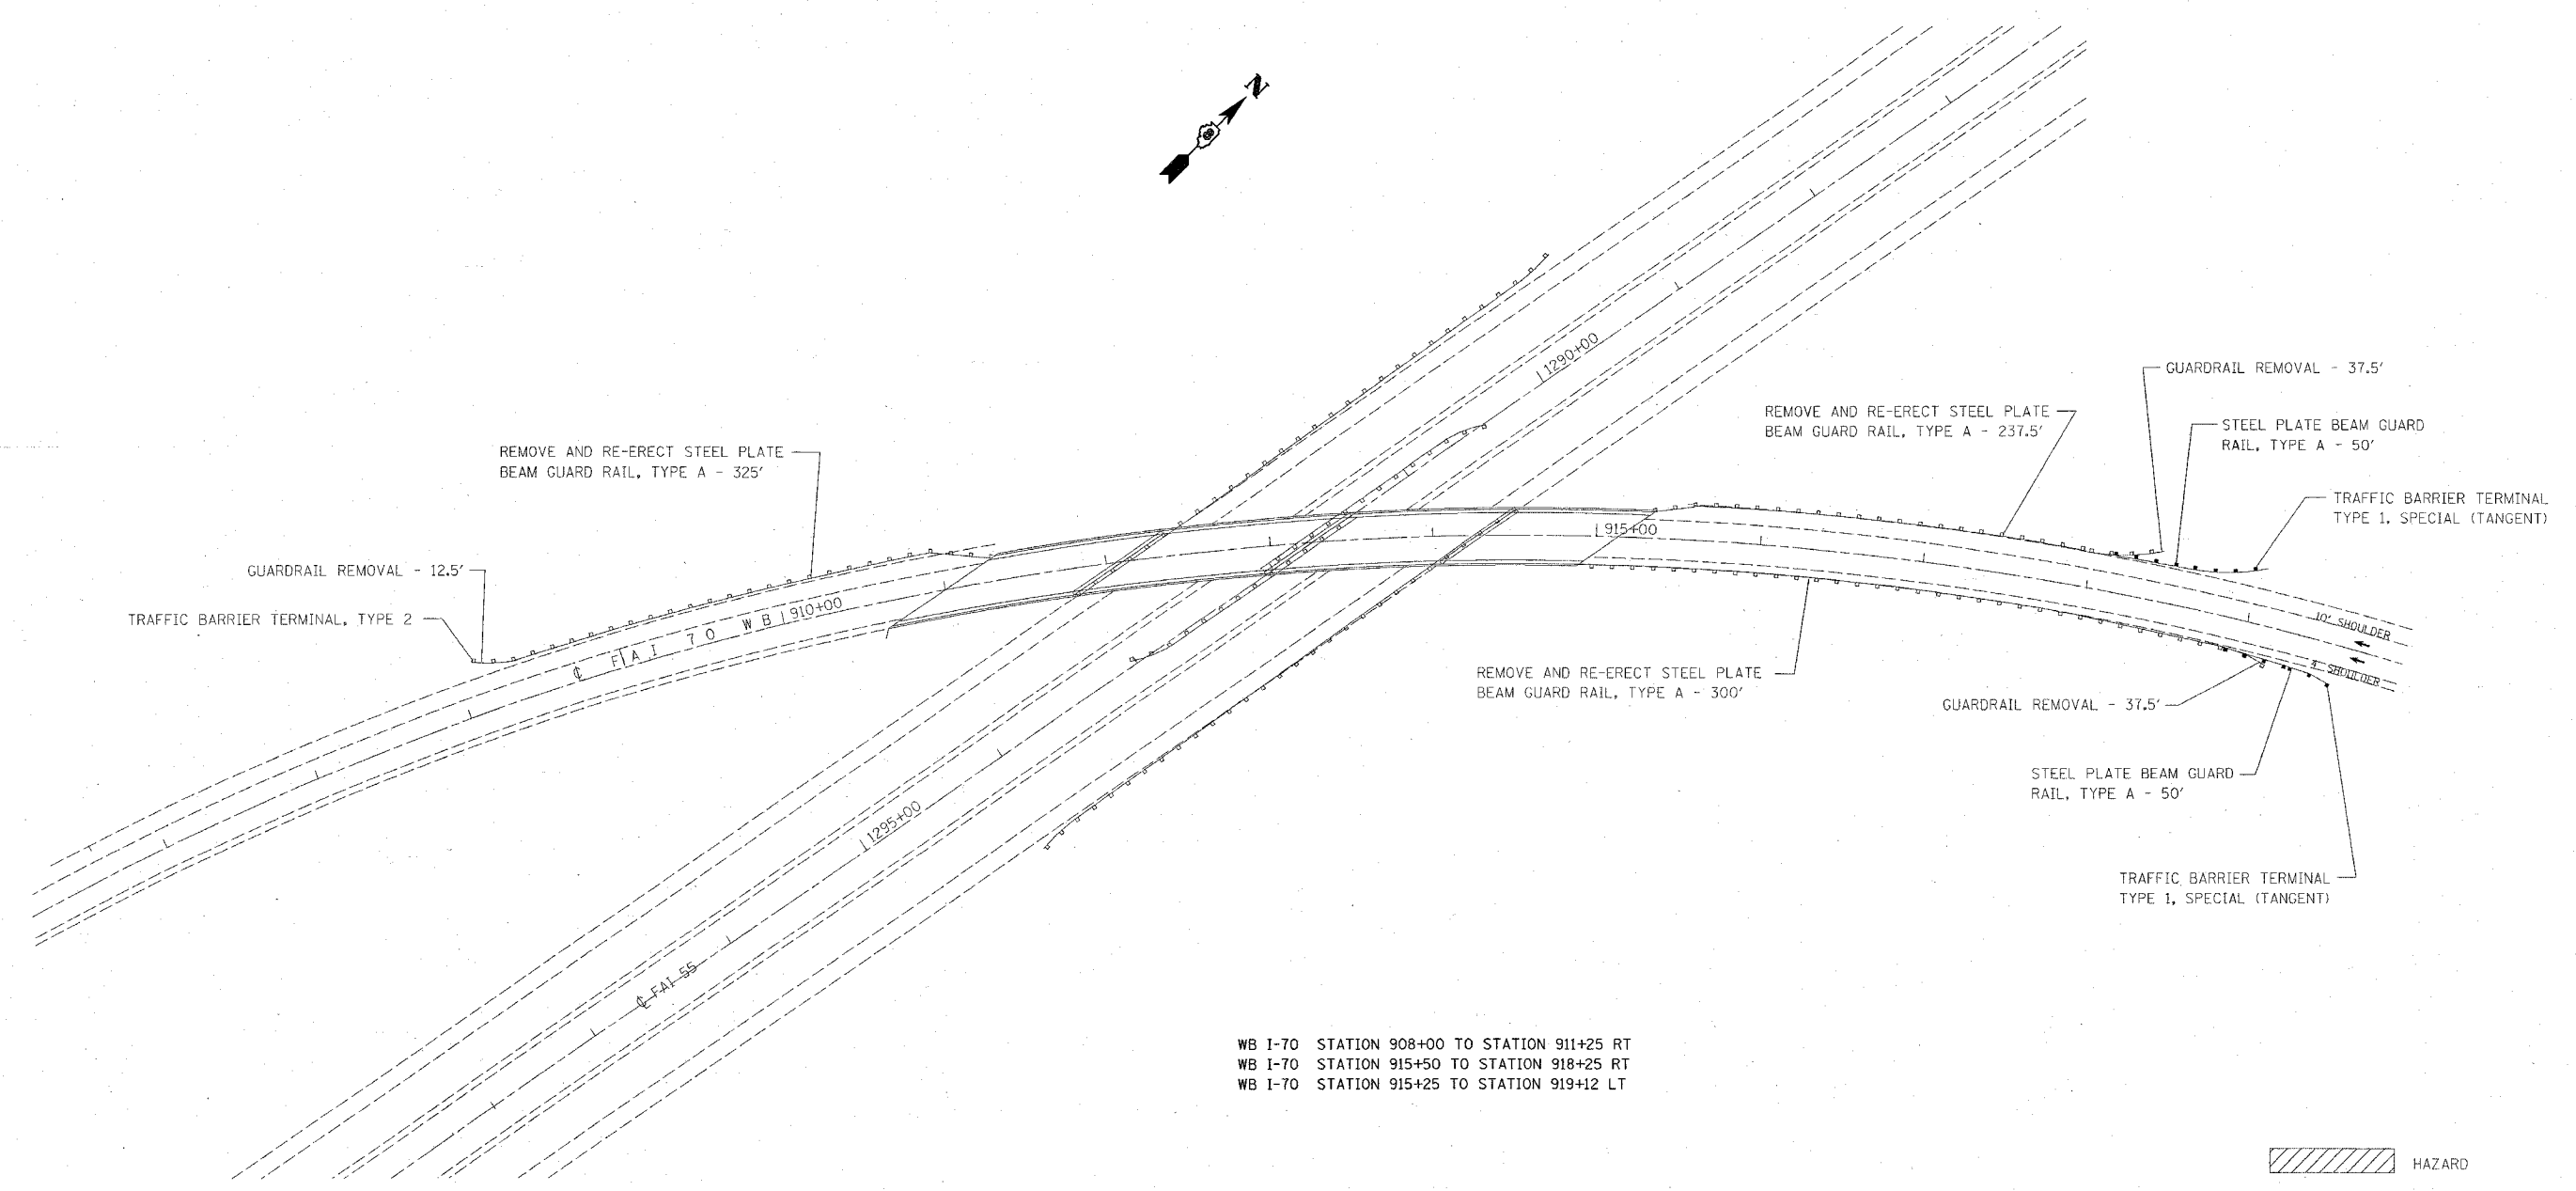 N
1290+00
GUARDRAIL REMOVAL - 37.5'
REMOVE AND RE-ERECT STEEL PLATE
BEAM GUARD RAIL, TYPE A - 237.5'
STEEL PLATE BEAM GUARD
RAIL, TYPE A - 50'
REMOVE AND RE-ERECT STEEL PLATE
BEAM GUARD RAIL, TYPE A - 325'
TRAFFIC BARRIER TERMINAL
TYPE 1, SPECIAL (TANGENT)
915+00
GUARDRAIL REMOVAL - 12.5'
TRAFFIC BARRIER TERMINAL, TYPE 2
910+00
℄ FAI 70 WB
10' SHOULDER
4' SHOULDER
REMOVE AND RE-ERECT STEEL PLATE
BEAM GUARD RAIL, TYPE A - 300'
GUARDRAIL REMOVAL - 37.5'
STEEL PLATE BEAM GUARD
RAIL, TYPE A - 50'
1295+00
TRAFFIC BARRIER TERMINAL
TYPE 1, SPECIAL (TANGENT)
℄ FAI 55
WB I-70 STATION 908+00 TO STATION 911+25 RT
WB I-70 STATION 915+50 TO STATION 918+25 RT
WB I-70 STATION 915+25 TO STATION 919+12 LT
HAZARD